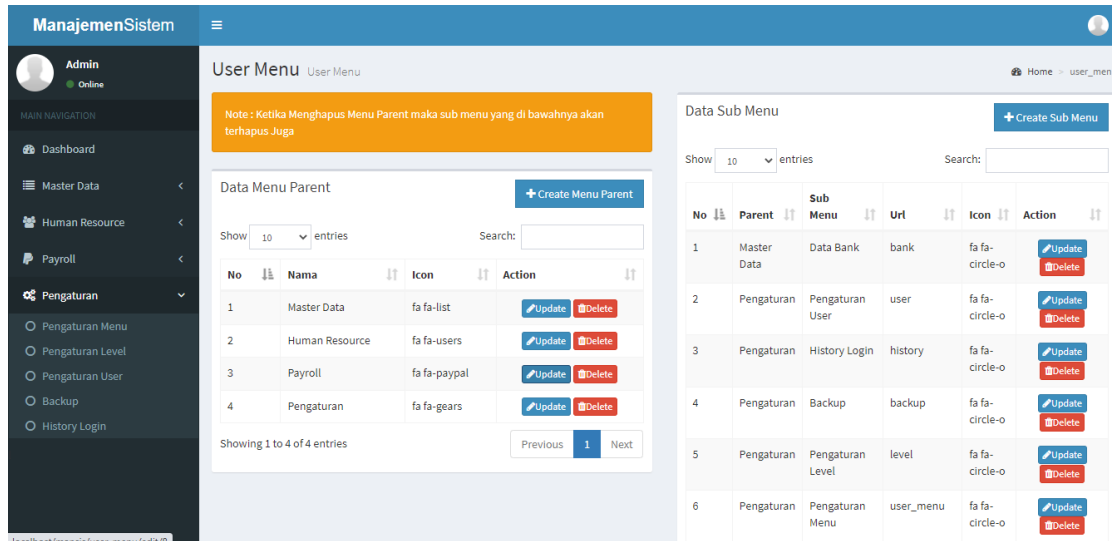 ManajemenSistem
Admin
Online
MAIN NAVIGATION
Dashboard
Master Data
Human Resource
Payroll
Pengaturan
Pengaturan Menu
Pengaturan Level
Pengaturan User
Backup
History Login
User Menu User Menu
Home > user_men
Note : Ketika Menghapus Menu Parent maka sub menu yang di bawahnya akan
terhapus Juga
Data Menu Parent
Create Menu Parent
Show 10 entries Search:
No Nama Icon Action
1 Master Data fa fa-list Update Delete
2 Human Resource fa fa-users Update Delete
3 Payroll fa fa-paypal Update Delete
4 Pengaturan fa fa-gears Update Delete
Showing 1 to 4 of 4 entries Previous 1 Next
Data Sub Menu
Create Sub Menu
Show 10 entries Search:
No Parent Sub Menu Url Icon Action
1 Master Data Data Bank bank fa fa-circle-o Update Delete
2 Pengaturan Pengaturan User user fa fa-circle-o Update Delete
3 Pengaturan History Login history fa fa-circle-o Update Delete
4 Pengaturan Backup backup fa fa-circle-o Update Delete
5 Pengaturan Pengaturan Level level fa fa-circle-o Update Delete
6 Pengaturan Pengaturan Menu user_menu fa fa-circle-o Update Delete